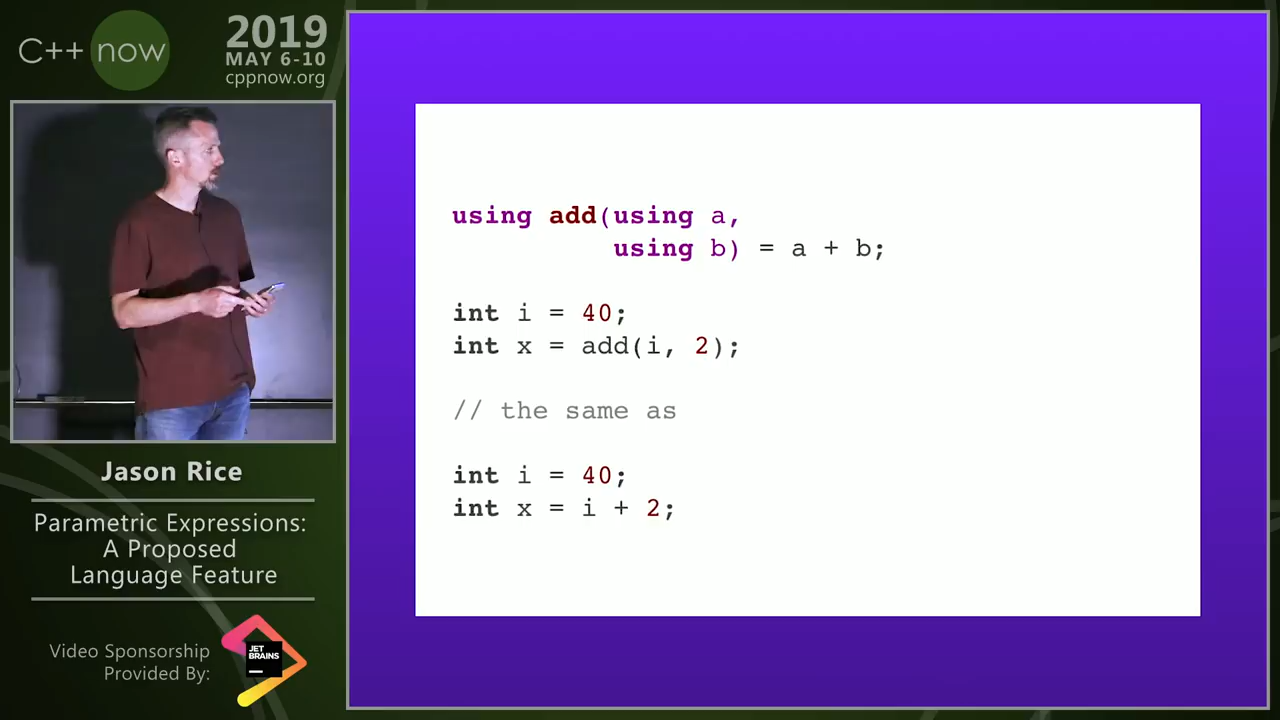 C++ now
2019
MAY 6-10
cppnow.org
using add(using a,
using b) = a + b;
int i = 40;
int x = add(i, 2);
// the same as
int i = 40;
int x = i + 2;
Jason Rice
Parametric Expressions:
A Proposed
Language Feature
Video Sponsorship
Provided By:
JET
BRAINS